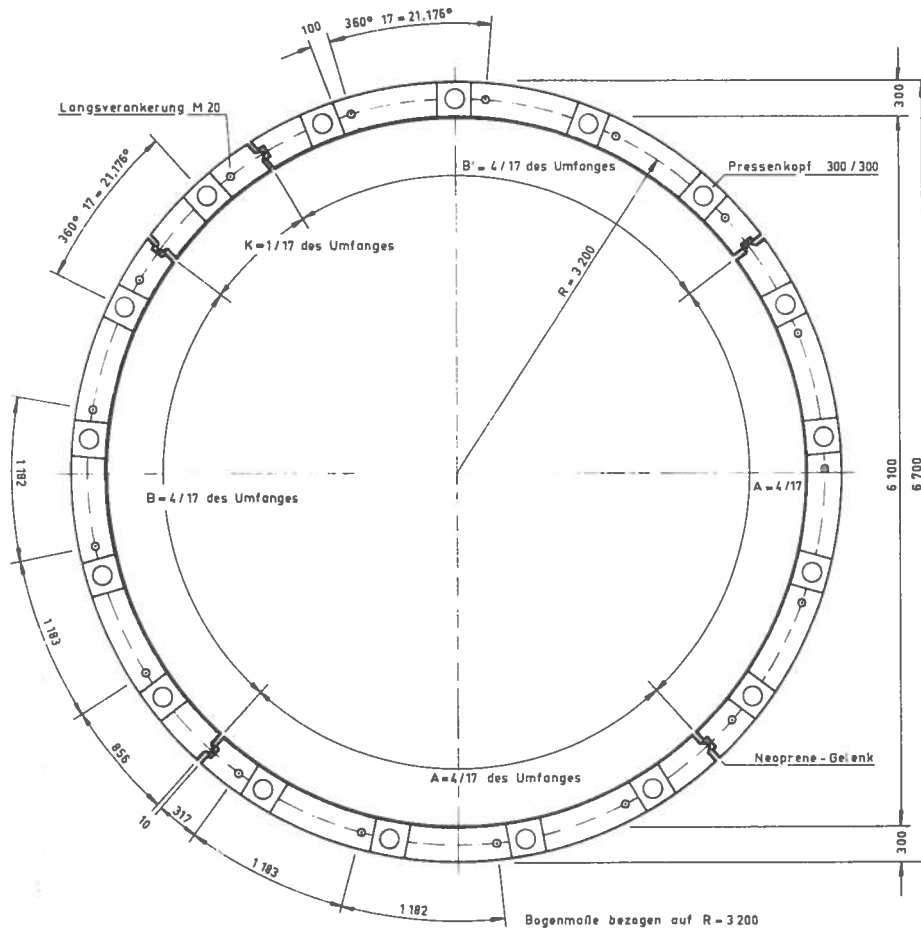 100
360° 17 = 21.176°
300
Langsverankerung M 20
B' = 4/17 des Umfanges
Pressenkopf 300 / 300
360° 17 = 21.176°
K = 1/17 des Umfanges
R = 3 200
1 182
B = 4/17 des Umfanges
A = 4/17
6 100
6 700
1 183
856
Neoprene - Gelenk
A = 4/17 des Umfanges
10
317
300
1 183
1 182
Bogenmaße bezogen auf R = 3 200